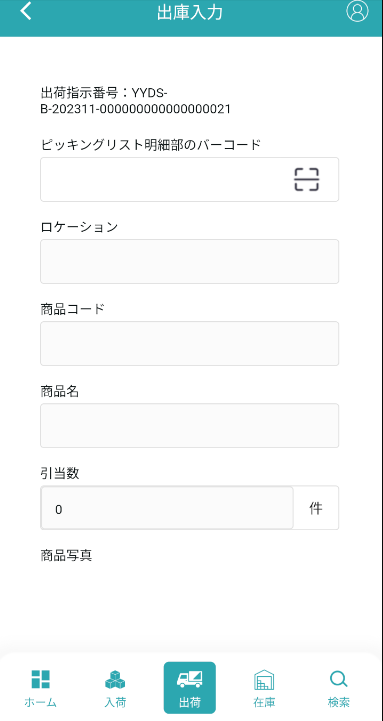 出庫入力
出荷指示番号：YYDS-
B-202311-000000000000000021
ピッキングリスト明細部のバーコード
ロケーション
商品コード
商品名
引当数
0 件
商品写真
ホーム 入荷 出荷 在庫 検索